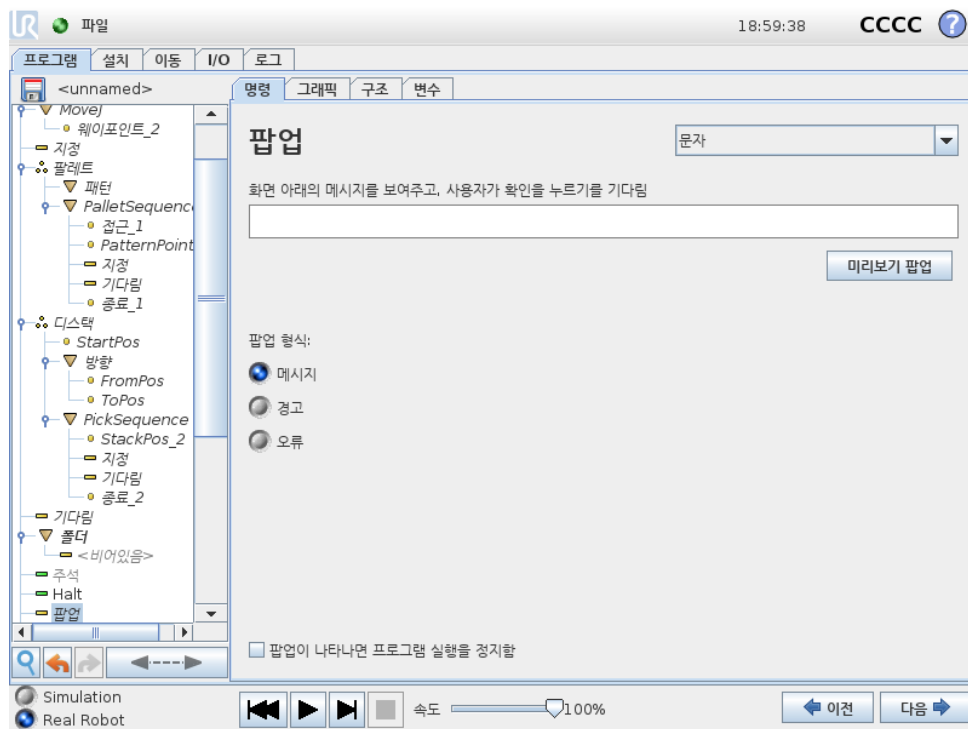 UR 파일 18:59:38 CCCC ?
프로그램 설치 이동 I/O 로그
<unnamed>
명령 그래픽 구조 변수
MoveJ
웨이포인트_2
지정
팔레트
패턴
PalletSequenc
접근_1
PatternPoint
지정
기다림
종료_1
디스택
StartPos
방향
FromPos
ToPos
PickSequence
StackPos_2
지정
기다림
종료_2
기다림
폴더
<비어있음>
주석
Halt
팝업
팝업
문자
화면 아래의 메시지를 보여주고, 사용자가 확인을 누르기를 기다림
미리보기 팝업
팝업 형식:
메시지
경고
오류
팝업이 나타나면 프로그램 실행을 정지함
Simulation
Real Robot
속도 100%
이전 다음